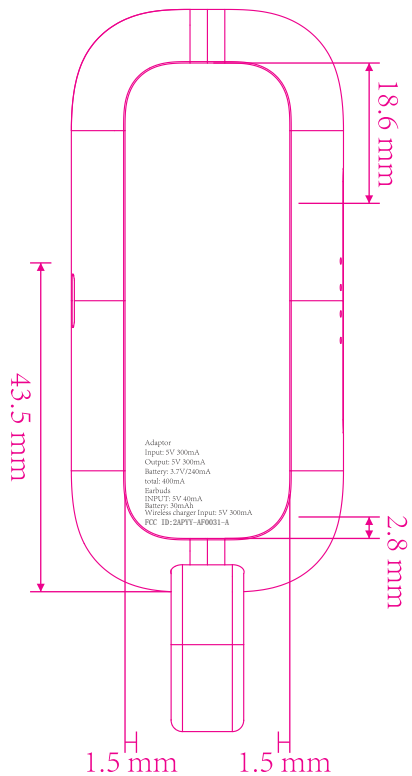 18.6 mm
43.5 mm
Adaptor
Input: 5V 300mA
Output: 5V 300mA
Battery: 3.7V/240mA
total: 400mA
Earbuds
INPUT: 5V 40mA
Battery: 30mAh
Wireless charger Input: 5V 300mA
FCC ID:2APYY-AF0031-A
2.8 mm
1.5 mm
1.5 mm